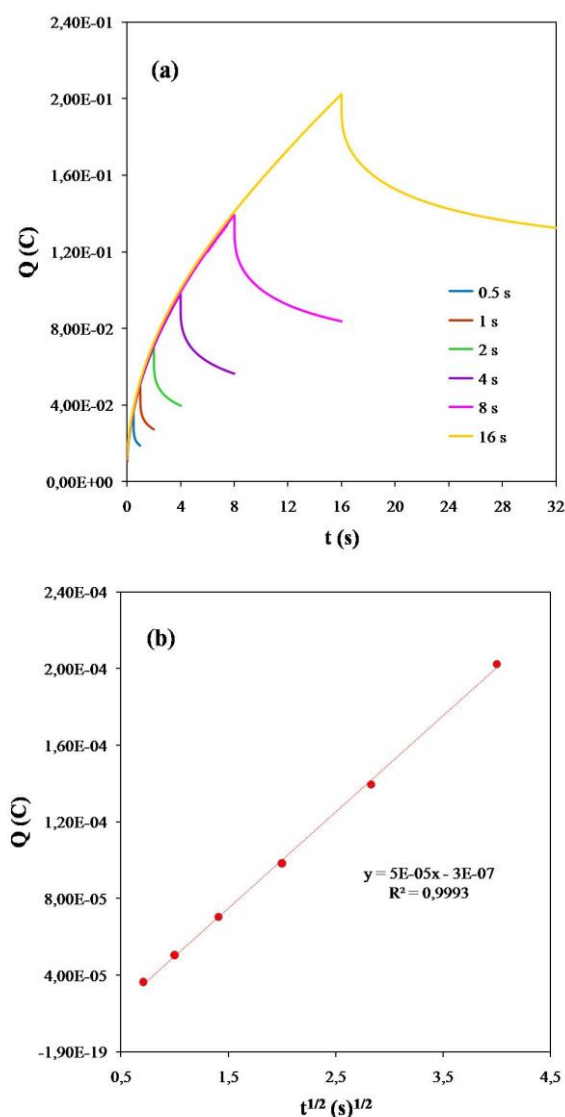 2,40E-01
(a)
2,00E-01
1,60E-01
Q (C)
1,20E-01
0.5 s
1 s
8,00E-02
2 s
4 s
4,00E-02
8 s
16 s
0,00E+00
0 4 8 12 16 20 24 28 32
t (s)
2,40E-04
(b)
2,00E-04
1,60E-04
Q (C)
1,20E-04
y = 5E-05x - 3E-07
R² = 0,9993
8,00E-05
4,00E-05
-1,90E-19
0,5 1,5 2,5 3,5 4,5
t^1/2 (s)^1/2